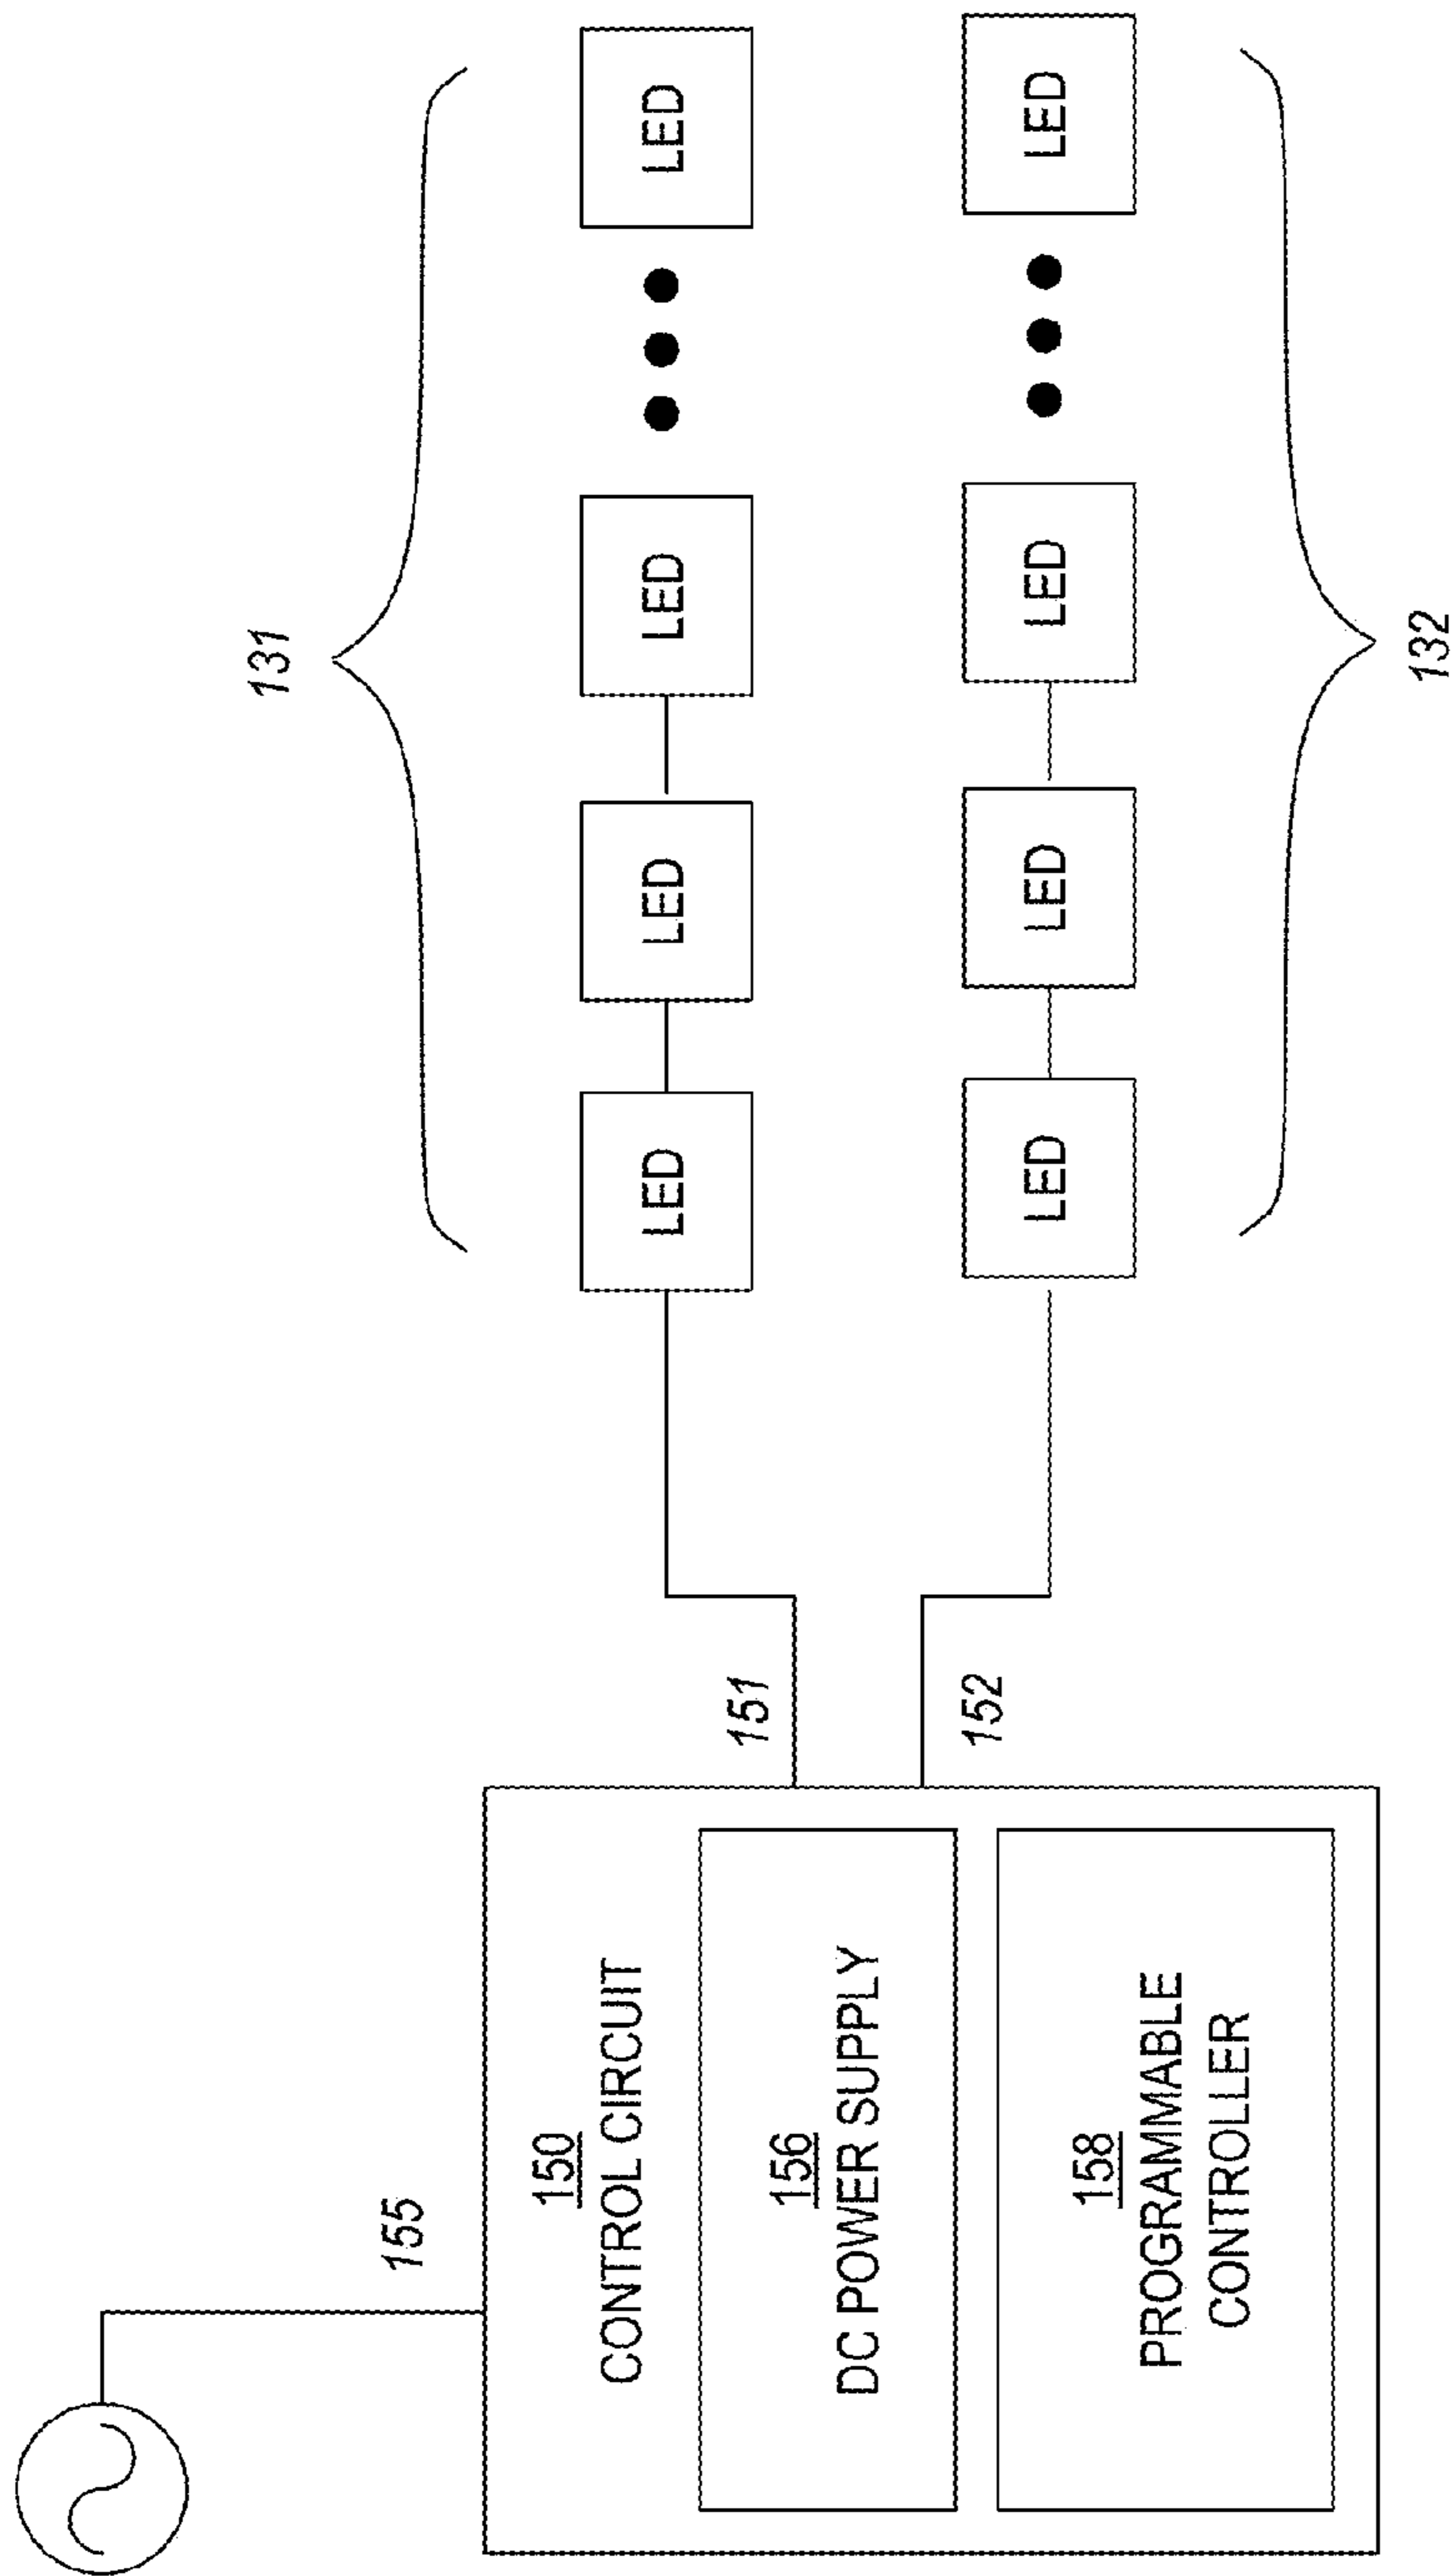 155
150
CONTROL CIRCUIT
156
DC POWER SUPPLY
158
PROGRAMMABLE
CONTROLLER
151
152
131
LED
LED
LED
LED
LED
LED
LED
LED
132